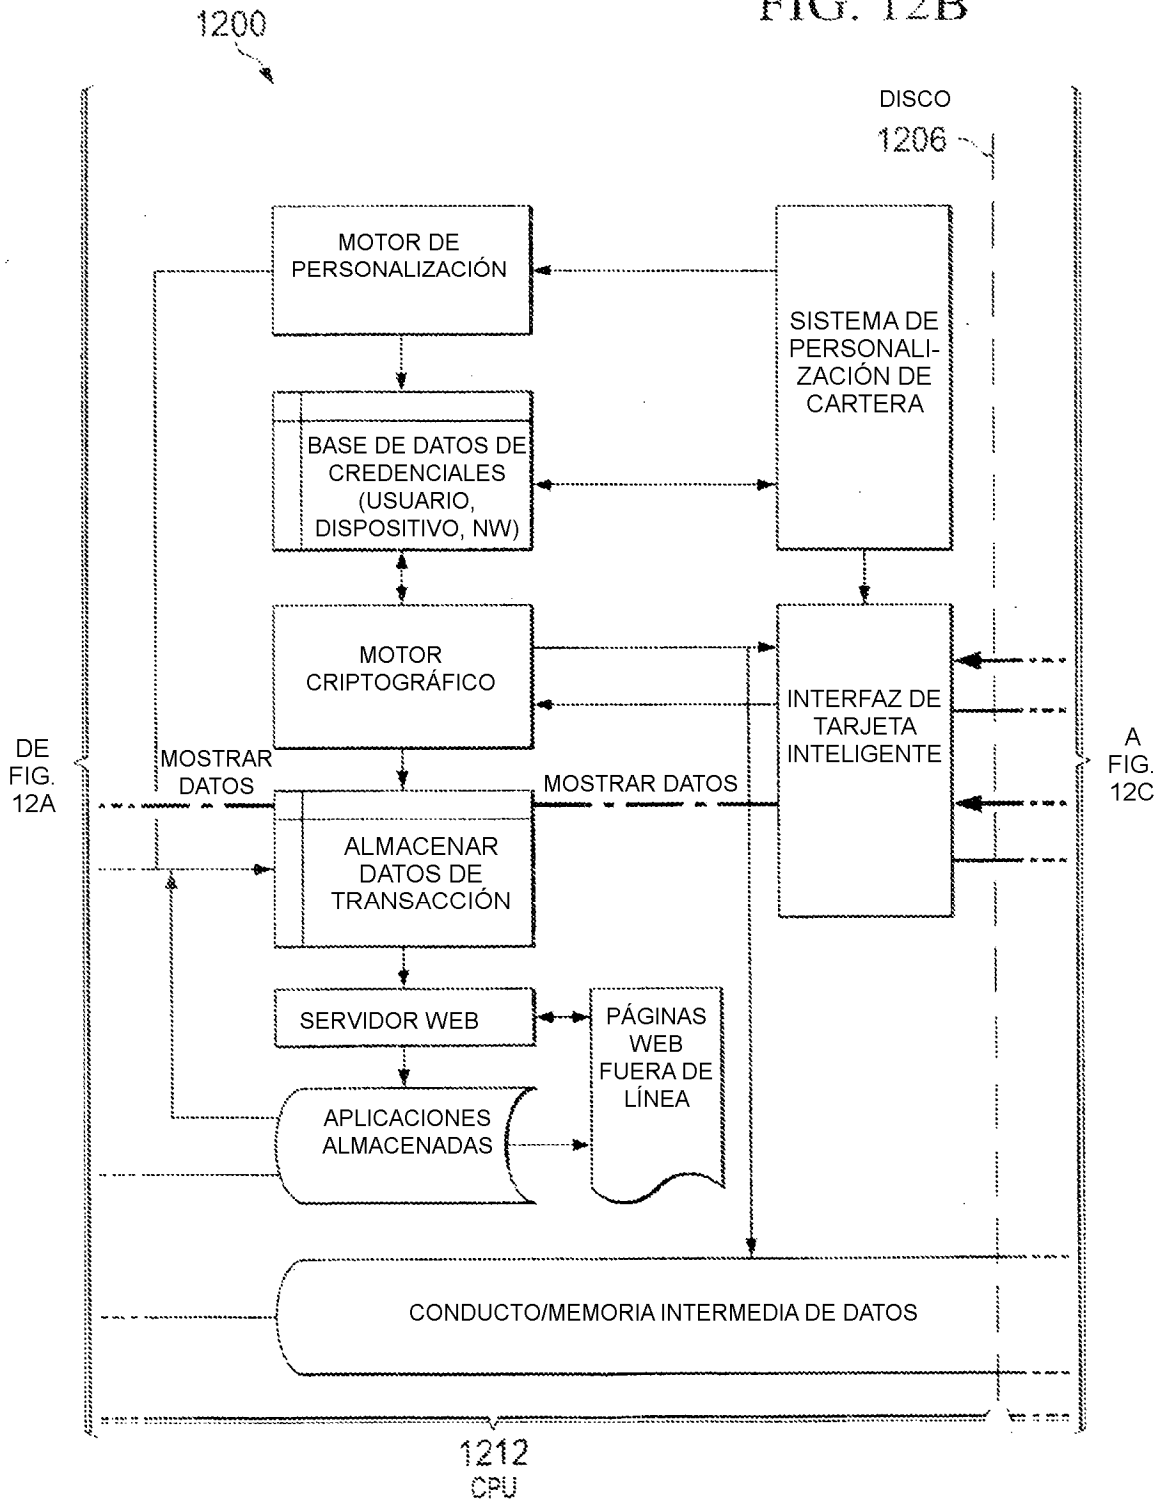 FIG. 12B
1200
DISCO
1206
MOTOR DE
PERSONALIZACIÓN
SISTEMA DE
PERSONALI-
ZACIÓN DE
CARTERA
BASE DE DATOS DE
CREDENCIALES
(USUARIO,
DISPOSITIVO, NW)
MOTOR
CRIPTOGRÁFICO
INTERFAZ DE
TARJETA
INTELIGENTE
DE
FIG.
12A
MOSTRAR
DATOS
MOSTRAR DATOS
A
FIG.
12C
ALMACENAR
DATOS DE
TRANSACCIÓN
SERVIDOR WEB
PÁGINAS
WEB
FUERA DE
LÍNEA
APLICACIONES
ALMACENADAS
CONDUCTO/MEMORIA INTERMEDIA DE DATOS
1212
CPU